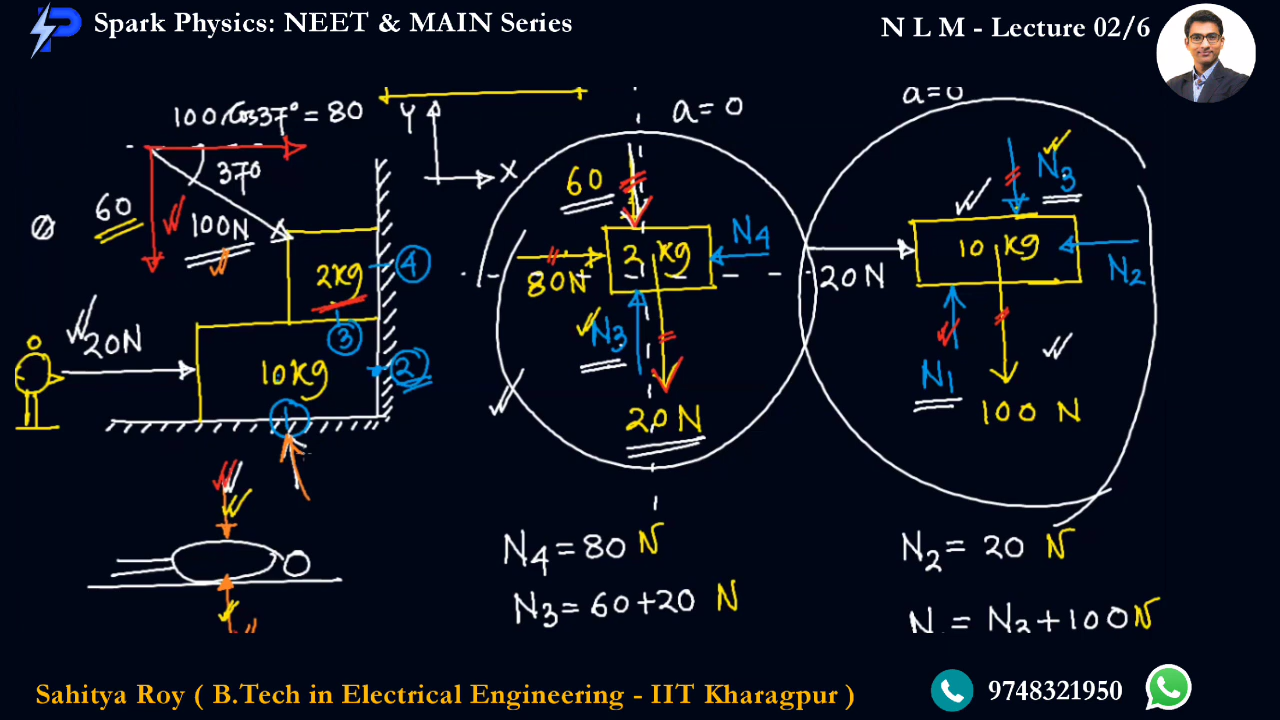 Spark Physics: NEET & MAIN Series
N L M - Lecture 02/6
100 Cos37° = 80
37°
60
100N
20N
2kg
4
3
10kg
2
1
Y
X
a = 0
60
80N
3 kg
N4
N3
20N
N4 = 80 N
N3 = 60+20 N
a=0
N3
20N
10 kg
N2
N1
100 N
N2 = 20 N
N = N3 + 100N
Sahitya Roy ( B.Tech in Electrical Engineering - IIT Kharagpur )
9748321950